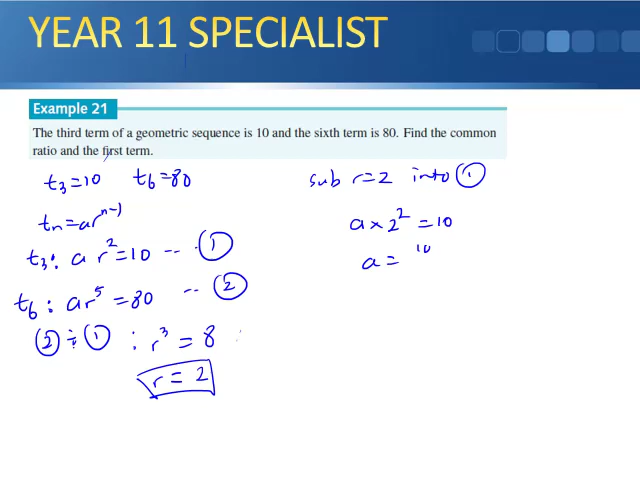 YEAR 11 SPECIALIST
Example 21
The third term of a geometric sequence is 10 and the sixth term is 80. Find the common
ratio and the first term.
t₃=10 t₆=80
tₙ=arⁿ⁻¹
t₃: ar²=10 -- ①
t₆: ar⁵=80 -- ②
②÷① : r³=8
r=2
sub r=2 into ①
a×2²=10
a= 10